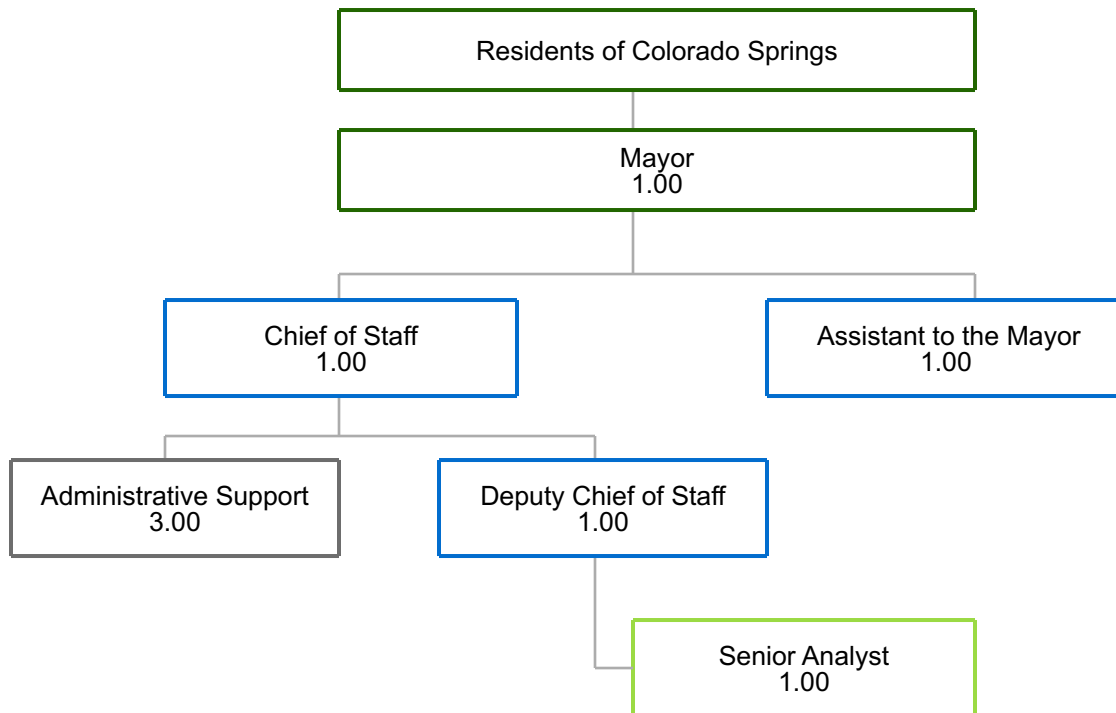 Residents of Colorado Springs
Mayor
1.00
Chief of Staff
1.00
Assistant to the Mayor
1.00
Administrative Support
3.00
Deputy Chief of Staff
1.00
Senior Analyst
1.00